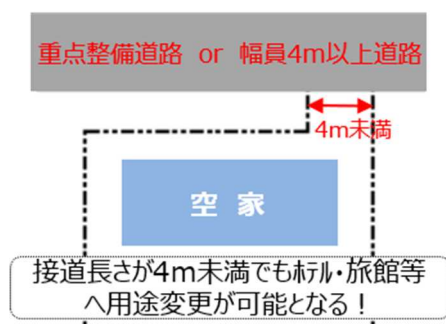 重点整備道路 or 幅員4m以上道路
4m未満
空 家
接道長さが4m未満でもﾎﾃﾙ・旅館等
へ用途変更が可能となる！